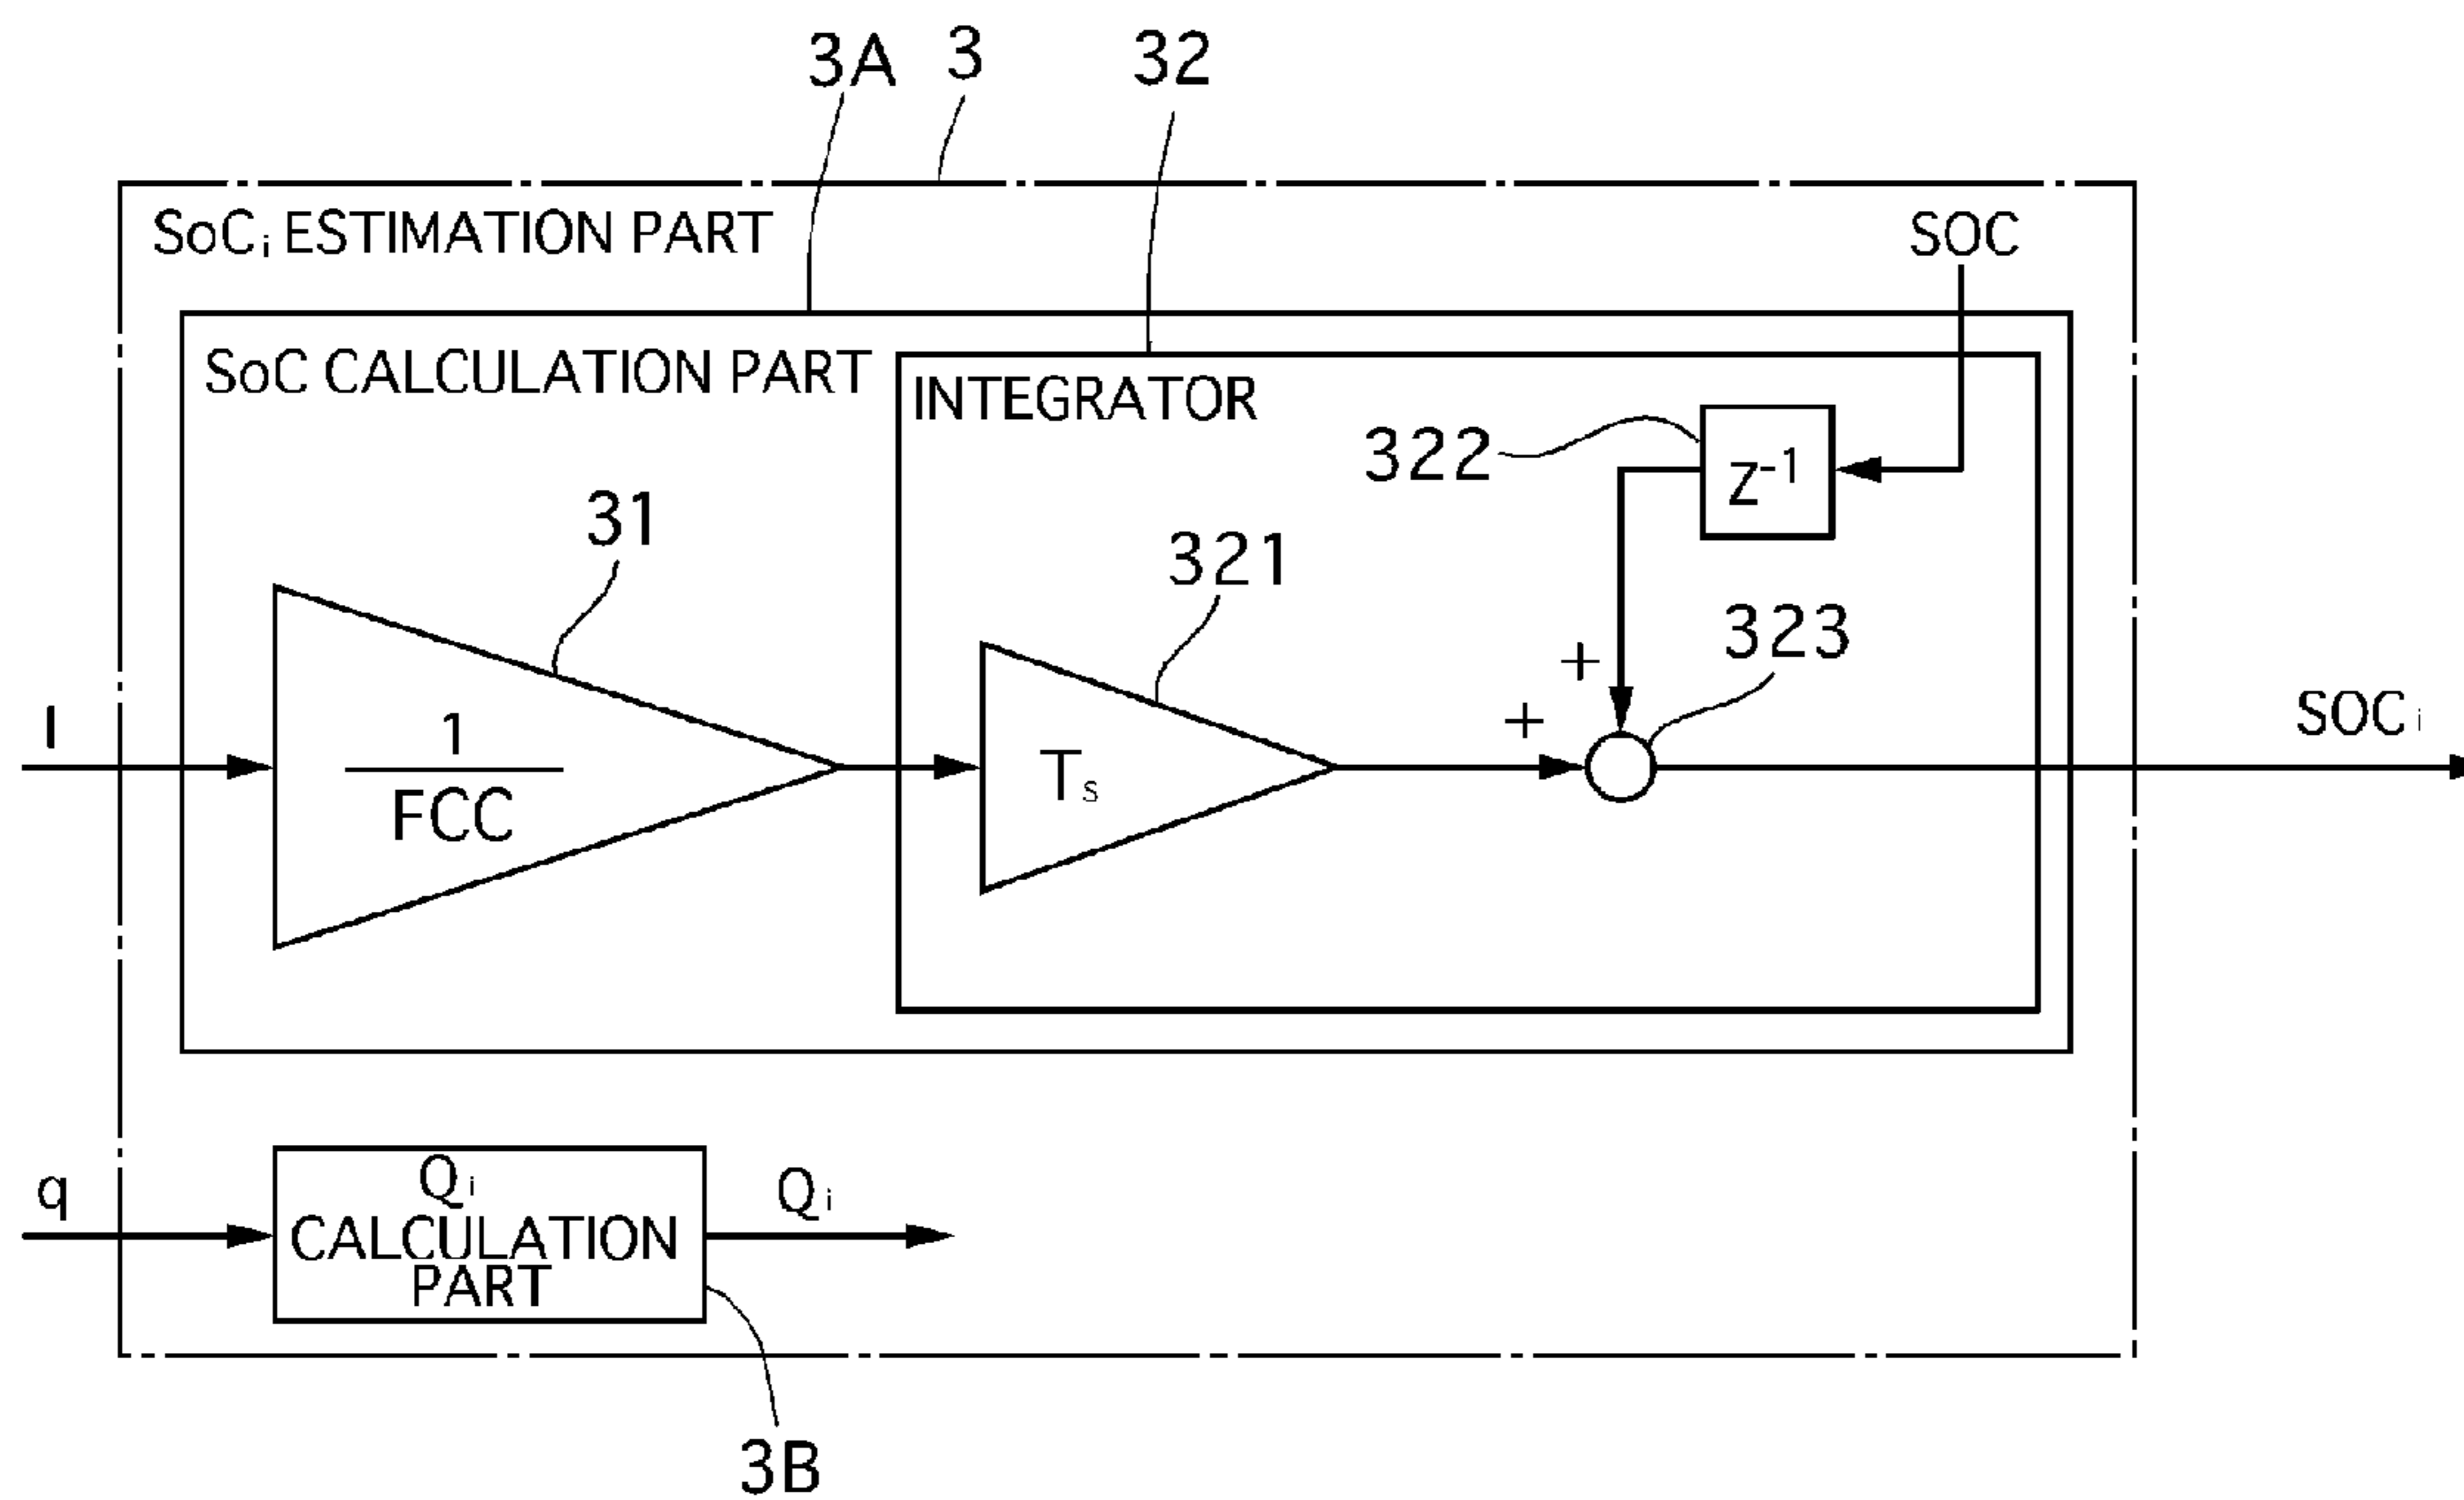 3A 3 32
SoCi ESTIMATION PART
SOC
SoC CALCULATION PART
INTEGRATOR
322
Z-1
31
321
323
+
+
I
1
FCC
Ts
SOCi
q
Qi
CALCULATION
PART
Qi
3B